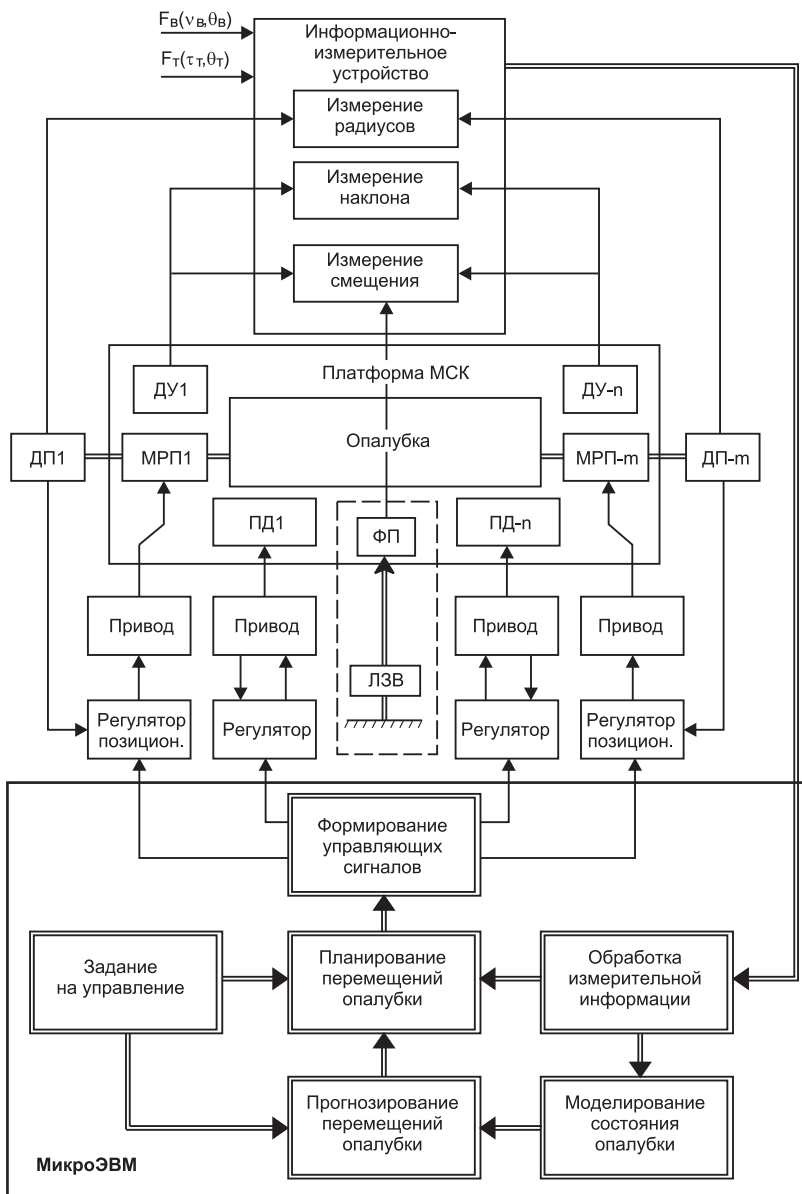 Fв(νв,θв)
Fт(τт,θт)
Информационно-
измерительное
устройство
Измерение
радиусов
Измерение
наклона
Измерение
смещения
Платформа МСК
ДУ1
ДУ-n
Опалубка
ДП1
МРП1
МРП-m
ДП-m
ПД1
ФП
ПД-n
Привод
Привод
Привод
Привод
ЛЗВ
Регулятор
позицион.
Регулятор
Регулятор
Регулятор
позицион.
Формирование
управляющих
сигналов
Задание
на управление
Планирование
перемещений
опалубки
Обработка
измерительной
информации
Прогнозирование
перемещений
опалубки
Моделирование
состояния
опалубки
МикроЭВМ